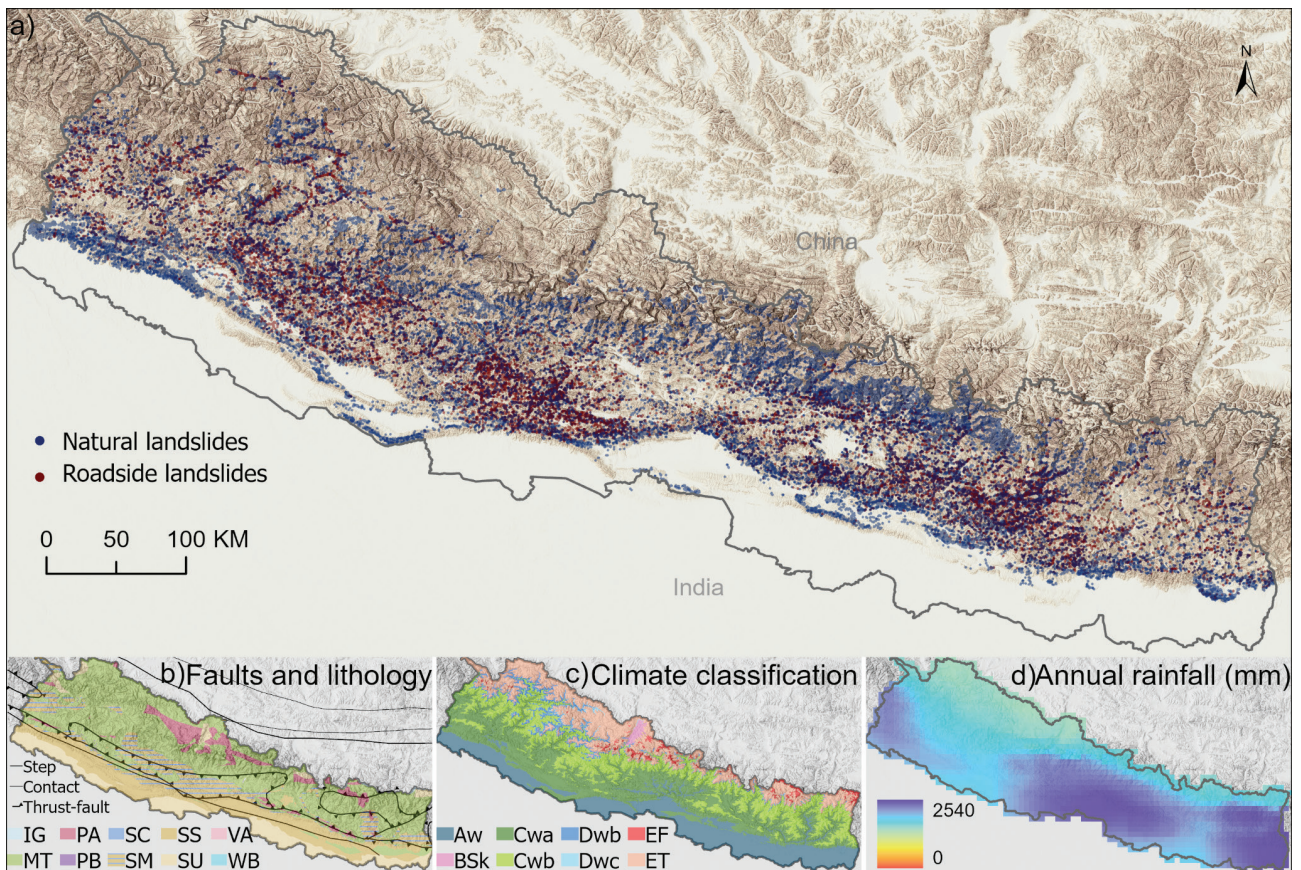 a)
N
China
Natural landslides
Roadside landslides
0 50 100 KM
India
b)Faults and lithology
Step
Contact
Thrust-fault
IG PA SC SS VA
MT PB SM SU WB
c)Climate classification
Aw Cwa Dwb EF
BSk Cwb Dwc ET
d)Annual rainfall (mm)
2540
0